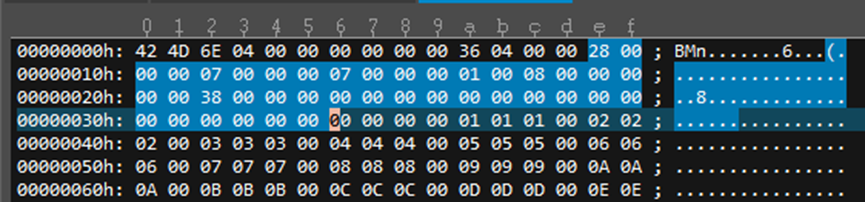 0 1 2 3 4 5 6 7 8 9 a b c d e f
00000000h: 42 4D 6E 04 00 00 00 00 00 00 36 04 00 00 28 00 ; BMn.......6...(.
00000010h: 00 00 07 00 00 00 07 00 00 00 01 00 08 00 00 00 ; ................
00000020h: 00 00 38 00 00 00 00 00 00 00 00 00 00 00 00 00 ; ..8.............
00000030h: 00 00 00 00 00 00 00 00 00 00 01 01 01 00 02 02 ; ................
00000040h: 02 00 03 03 03 00 04 04 04 00 05 05 05 00 06 06 ; ................
00000050h: 06 00 07 07 07 00 08 08 08 00 09 09 09 00 0A 0A ; ................
00000060h: 0A 00 0B 0B 0B 00 0C 0C 0C 00 0D 0D 0D 00 0E 0E ; ................